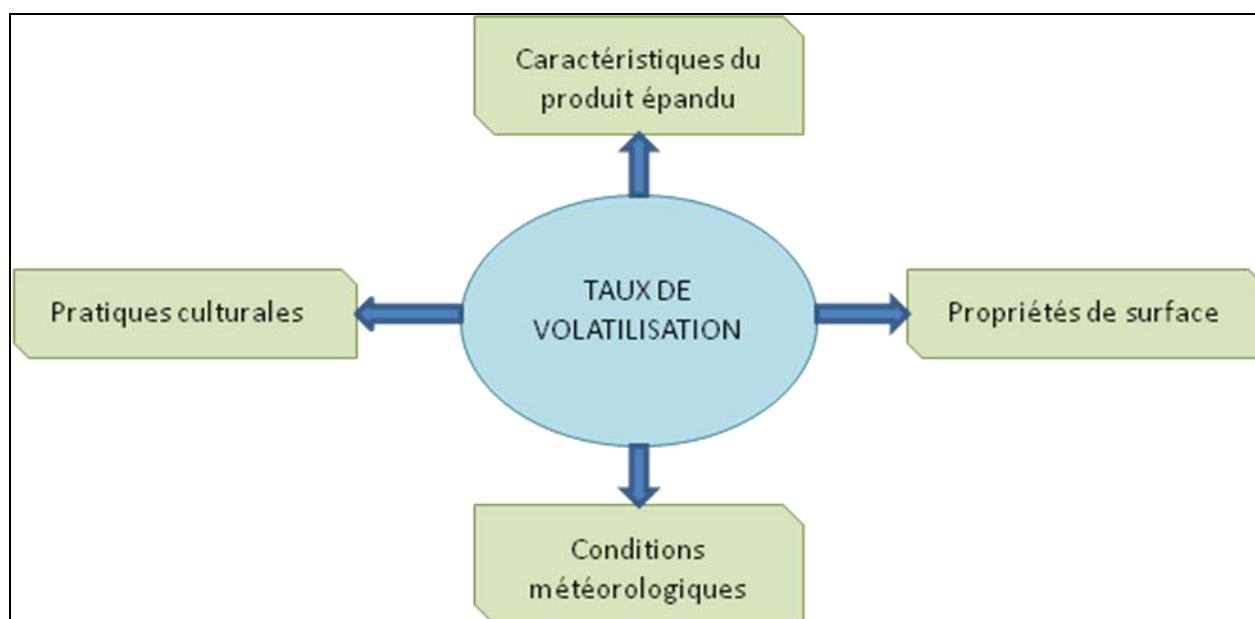 Caractéristiques du
produit épandu
TAUX DE
VOLATILISATION
Pratiques culturales
Propriétés de surface
Conditions
météorologiques